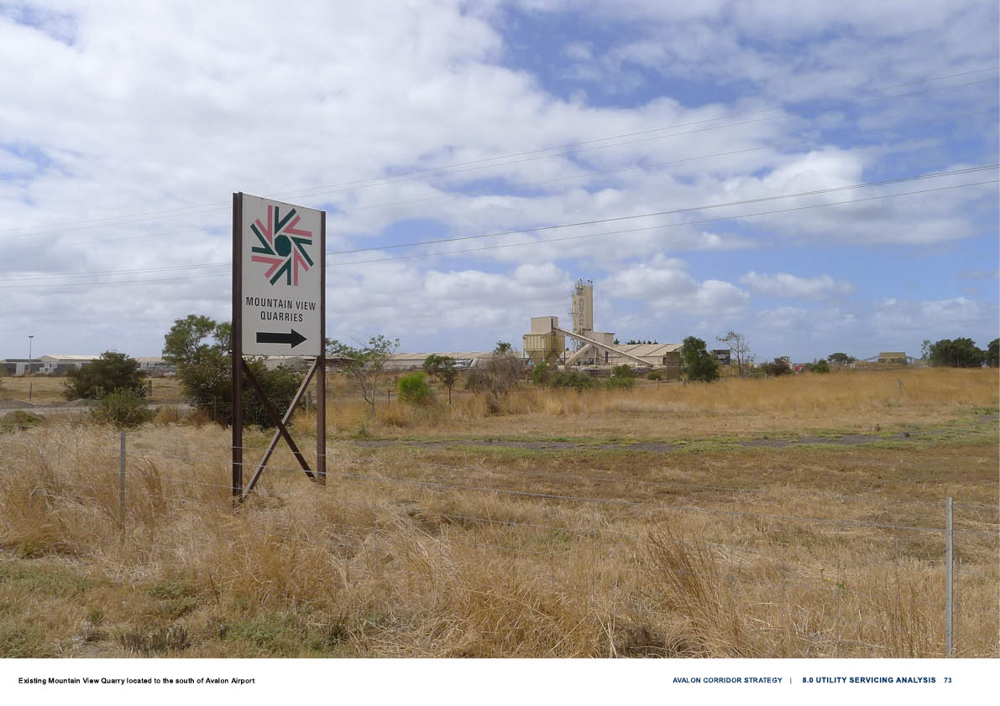 MOUNTAIN VIEW
QUARRIES
Existing Mountain View Quarry located to the south of Avalon Airport
AVALON CORRIDOR STRATEGY | 8.0 UTILITY SERVICING ANALYSIS 73